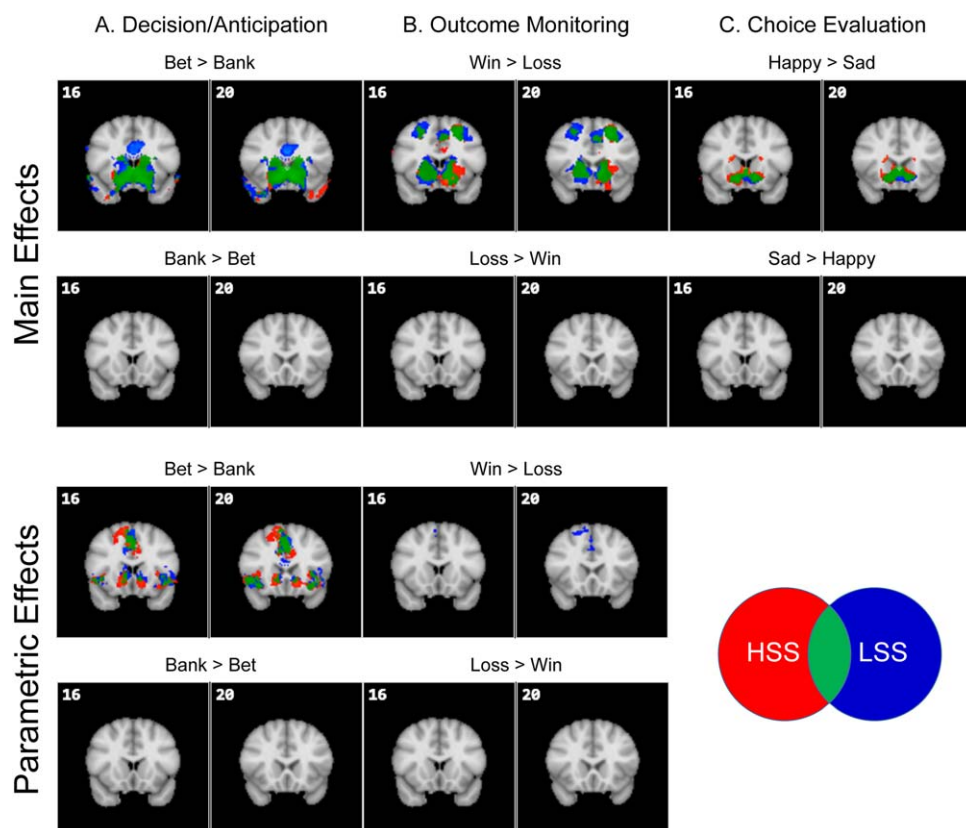 A. Decision/Anticipation B. Outcome Monitoring C. Choice Evaluation
Bet > Bank Win > Loss Happy > Sad
16 20 16 20 16 20
Main Effects
Bank > Bet Loss > Win Sad > Happy
16 20 16 20 16 20
Bet > Bank Win > Loss
16 20 16 20
Parametric Effects
HSS LSS
Bank > Bet Loss > Win
16 20 16 20